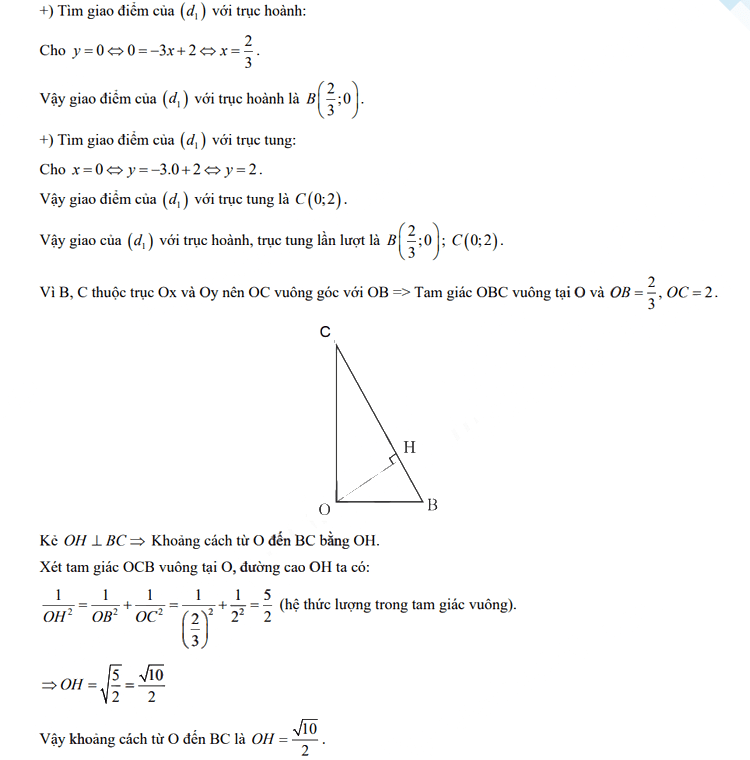 +) Tìm giao điểm của (d₁) với trục hoành:
Cho y = 0 ⇔ 0 = −3x + 2 ⇔ x = 2/3.
Vậy giao điểm của (d₁) với trục hoành là B(2/3;0).
+) Tìm giao điểm của (d₁) với trục tung:
Cho x = 0 ⇔ y = −3.0 + 2 ⇔ y = 2.
Vậy giao điểm của (d₁) với trục tung là C(0;2).
Vậy giao của (d₁) với trục hoành, trục tung lần lượt là B(2/3;0); C(0;2).
Vì B, C thuộc trục Ox và Oy nên OC vuông góc với OB => Tam giác OBC vuông tại O và OB = 2/3, OC = 2.
C
H
O
B
Kẻ OH ⊥ BC ⇒ Khoảng cách từ O đến BC bằng OH.
Xét tam giác OCB vuông tại O, đường cao OH ta có:
1/OH² = 1/OB² + 1/OC² = 1/(2/3)² + 1/2² = 5/2 (hệ thức lượng trong tam giác vuông).
⇒ OH = √(5/2) = √10/2
Vậy khoảng cách từ O đến BC là OH = √10/2.